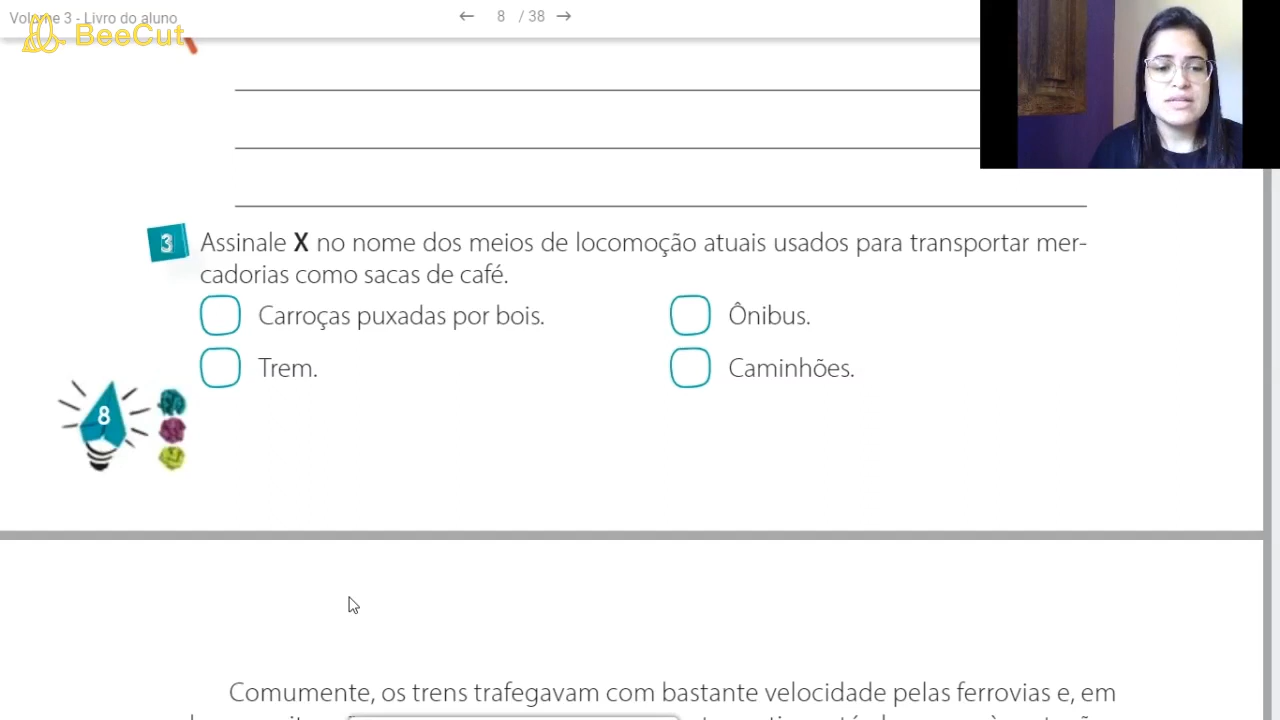 Volume 3 - Livro do aluno
8 / 38
BeeCut
3 Assinale X no nome dos meios de locomoção atuais usados para transportar mer-
cadorias como sacas de café.
Carroças puxadas por bois.
Ônibus.
Trem.
Caminhões.
8
Comumente, os trens trafegavam com bastante velocidade pelas ferrovias e, em